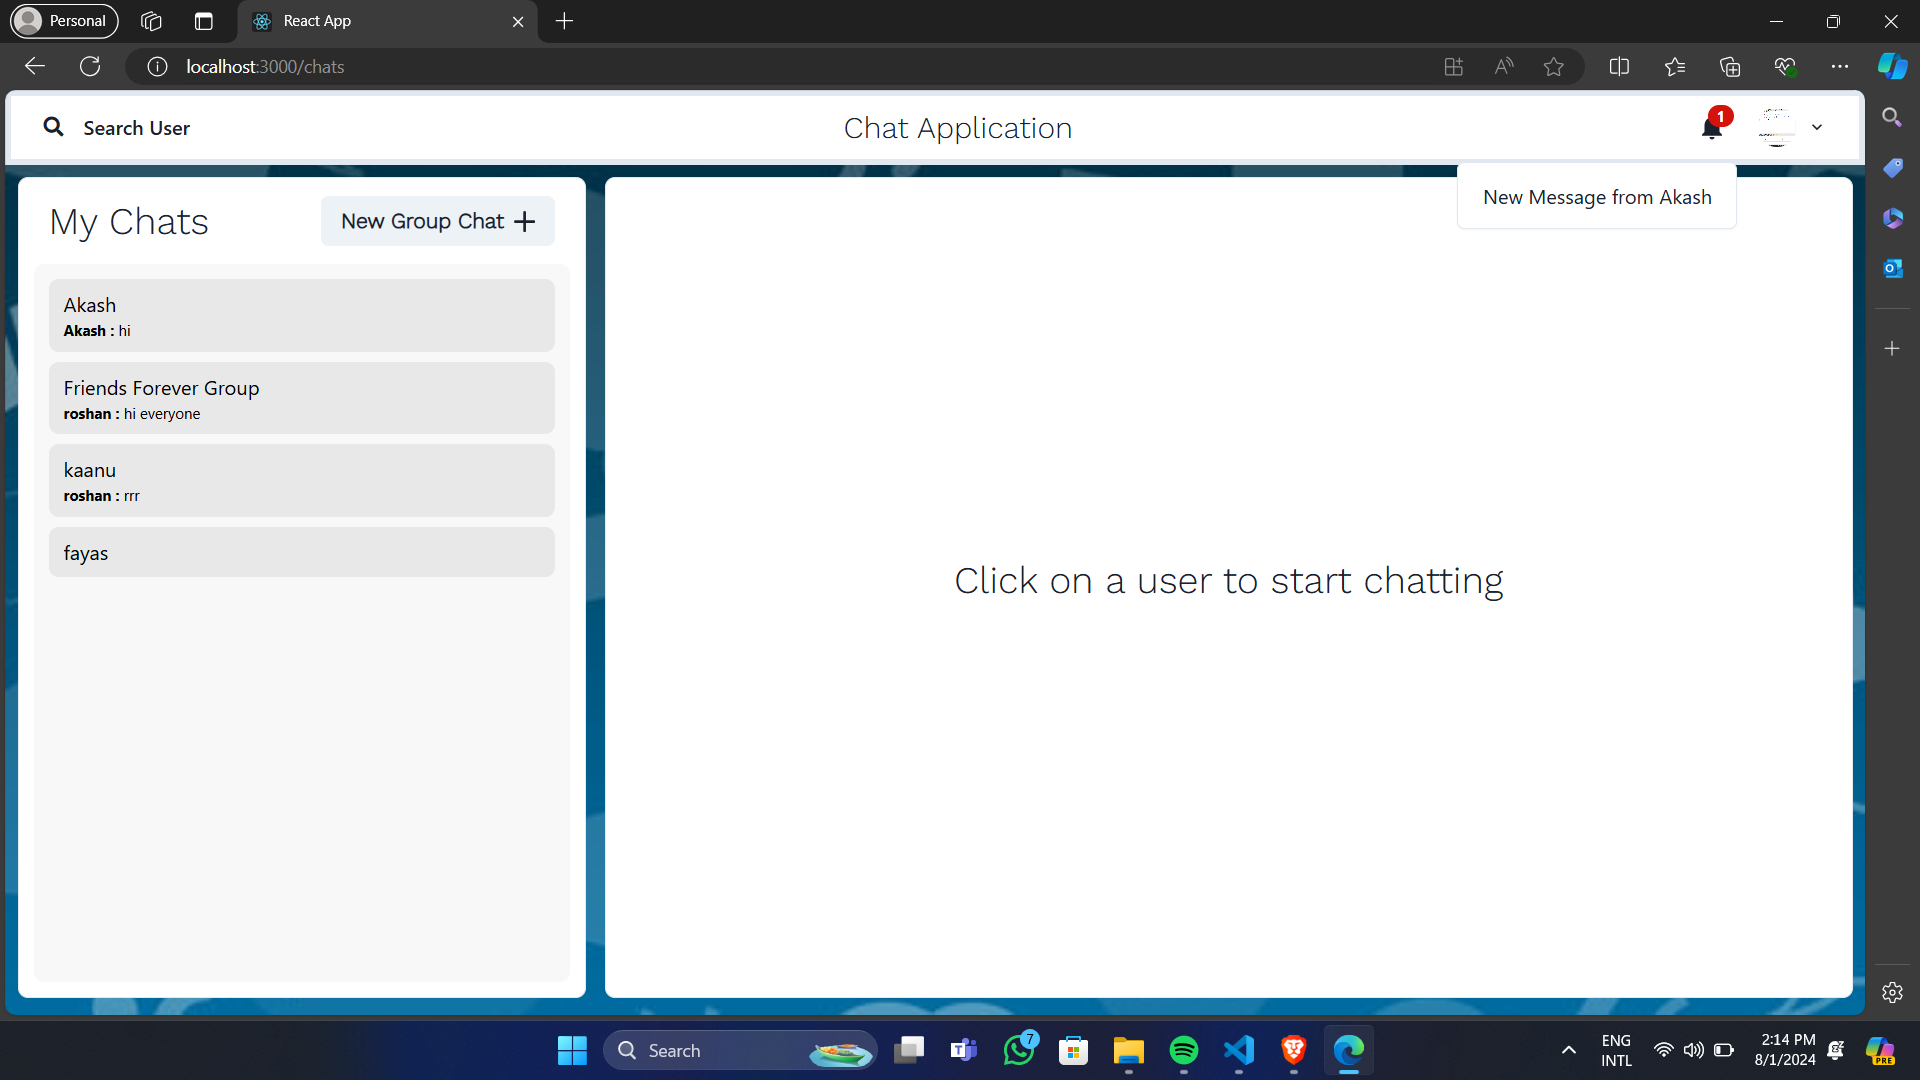 Personal
React App
localhost:3000/chats
Search User
Chat Application
1
New Message from Akash
My Chats
New Group Chat
Akash
Akash : hi
Friends Forever Group
roshan : hi everyone
kaanu
roshan : rrr
fayas
Click on a user to start chatting
Search
7
ENG
INTL
2:14 PM
8/1/2024
PRE